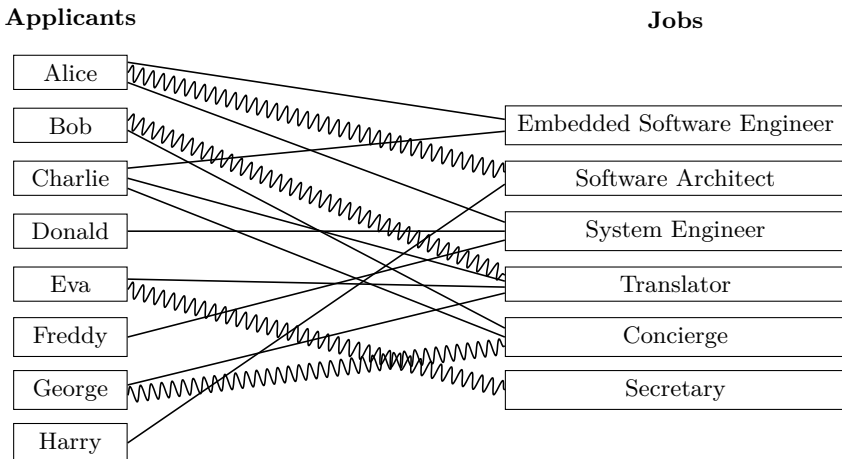 Applicants
Jobs
Alice
Bob
Charlie
Donald
Eva
Freddy
George
Harry
Embedded Software Engineer
Software Architect
System Engineer
Translator
Concierge
Secretary